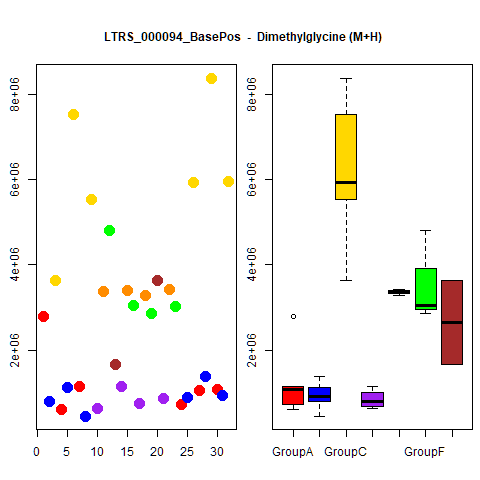 LTRS_000094_BasePos - Dimethylglycine (M+H)
8e+06
6e+06
4e+06
2e+06
0 5 10 15 20 25 30
8e+06
6e+06
4e+06
2e+06
GroupA GroupC GroupF